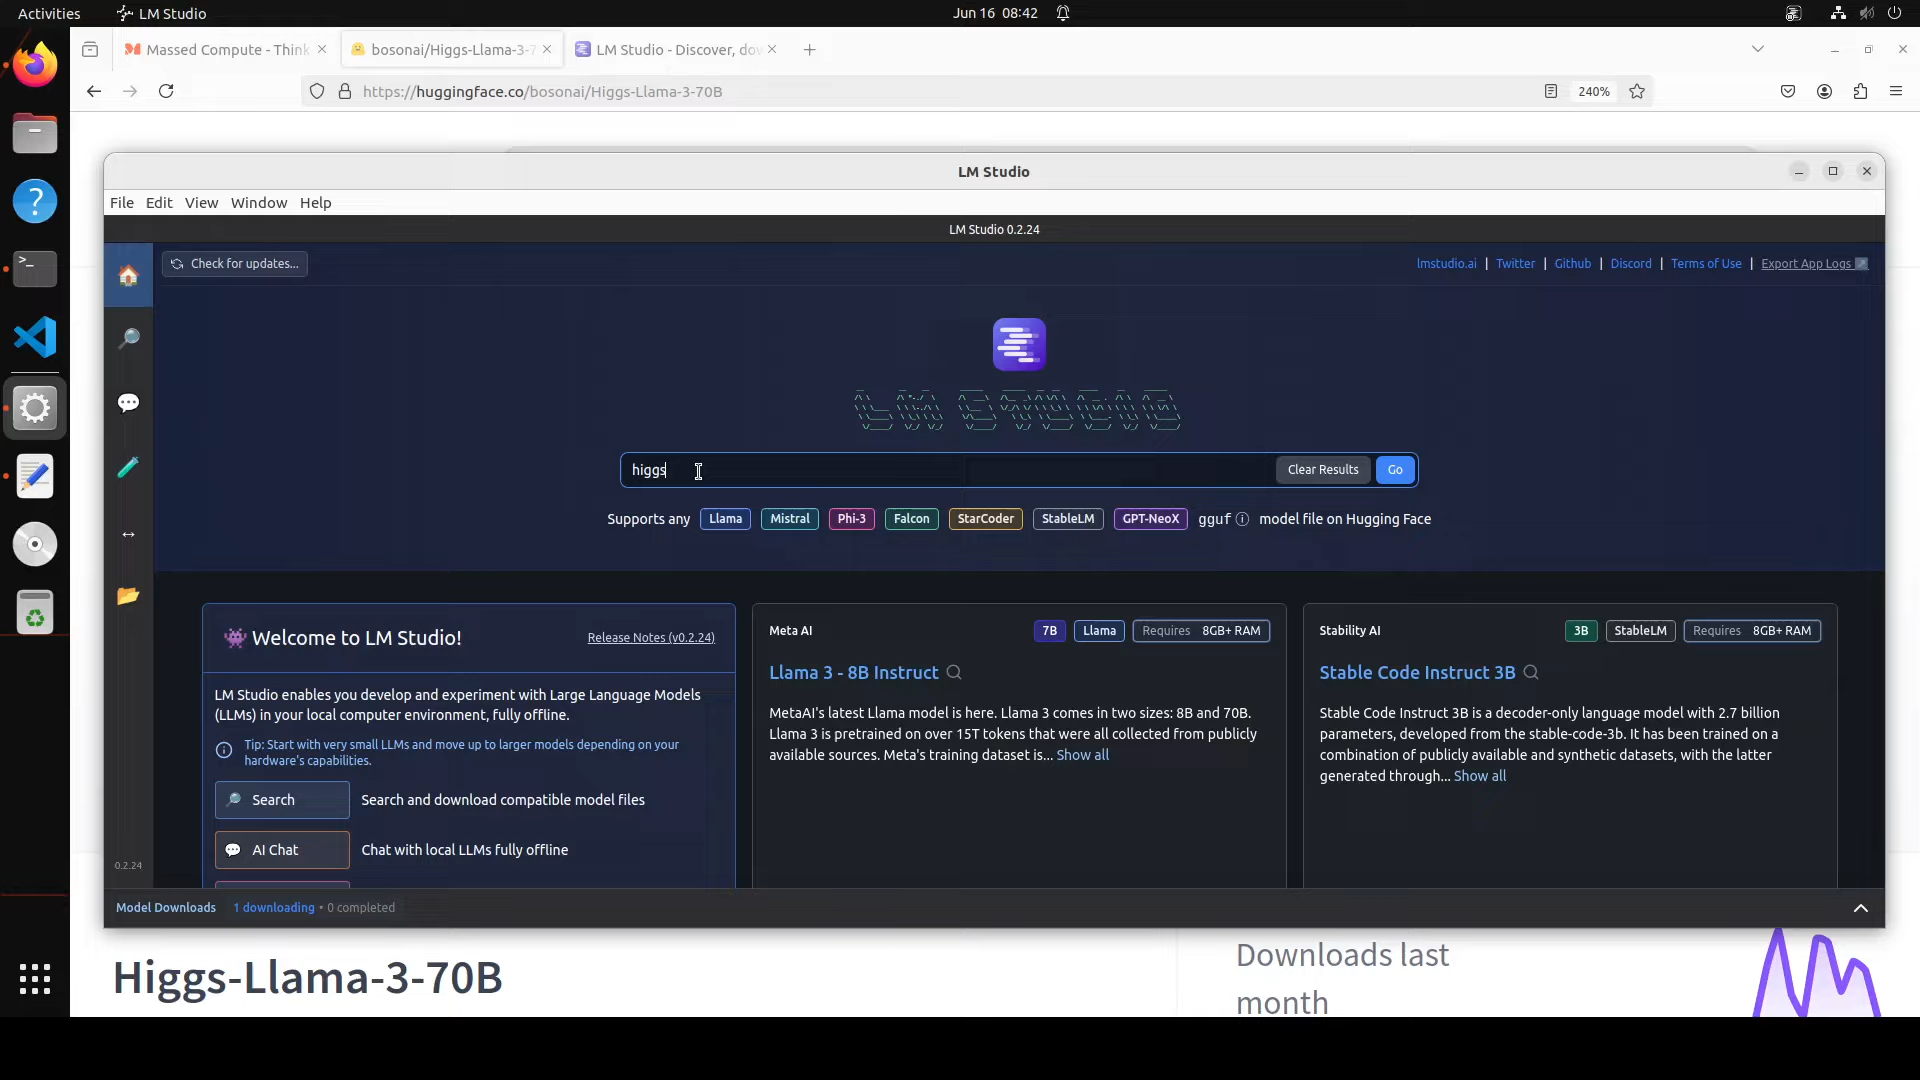 Activities
LM Studio
Jun 16 08:42
Massed Compute - Think
bosonai/Higgs-Llama-3-7
LM Studio - Discover, dow
https://huggingface.co/bosonai/Higgs-Llama-3-70B
240%
LM Studio
File Edit View Window Help
LM Studio 0.2.24
Check for updates...
lmstudio.ai | Twitter | Github | Discord | Terms of Use | Export App Logs
LM STUDIO
higgs
Clear Results
Go
Supports any Llama Mistral Phi-3 Falcon StarCoder StableLM GPT-NeoX gguf model file on Hugging Face
Welcome to LM Studio!
Release Notes (v0.2.24)
LM Studio enables you develop and experiment with Large Language Models
(LLMs) in your local computer environment, fully offline.
Tip: Start with very small LLMs and move up to larger models depending on your
hardware's capabilities.
Search
Search and download compatible model files
AI Chat
Chat with local LLMs fully offline
Meta AI
7B
Llama
Requires 8GB+ RAM
Llama 3 - 8B Instruct
MetaAI's latest Llama model is here. Llama 3 comes in two sizes: 8B and 70B.
Llama 3 is pretrained on over 15T tokens that were all collected from publicly
available sources. Meta's training dataset is... Show all
Stability AI
3B
StableLM
Requires 8GB+ RAM
Stable Code Instruct 3B
Stable Code Instruct 3B is a decoder-only language model with 2.7 billion
parameters, developed from the stable-code-3b. It has been trained on a
combination of publicly available and synthetic datasets, with the latter
generated through... Show all
0.2.24
Model Downloads
1 downloading • 0 completed
Higgs-Llama-3-70B
Downloads last
month